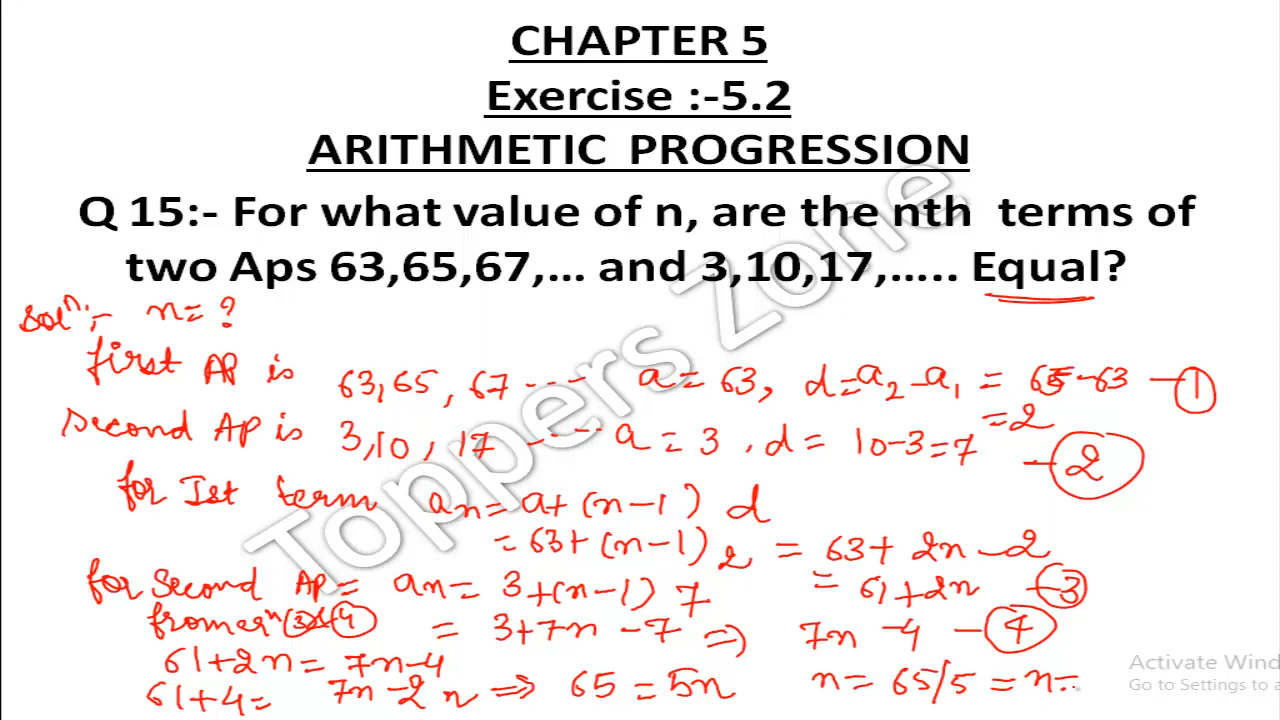 CHAPTER 5
Exercise :-5.2
ARITHMETIC PROGRESSION
Q 15:- For what value of n, are the nth terms of
two Aps 63,65,67,... and 3,10,17,..... Equal?
Solⁿ:- n = ?
first AP is 63,65,67---- a = 63, d = a₂ - a₁ = 65-63 - 1
= 2
Second AP is 3,10,17 ---- a = 3, d = 10-3 = 7 - 2
for Ist term an = a + (n-1) d
= 63 + (n-1) 2 = 63 + 2n - 2
= 61 + 2n - 3
for Second AP = an = 3 + (n-1) 7
from eqⁿ 3 & 4 = 3 + 7n - 7 => 7n - 4 - 4
61 + 2n = 7n - 4
61 + 4 = 7n - 2n => 65 = 5n n = 65/5 = n =
Toppers Zone
Activate Wind
Go to Settings to a